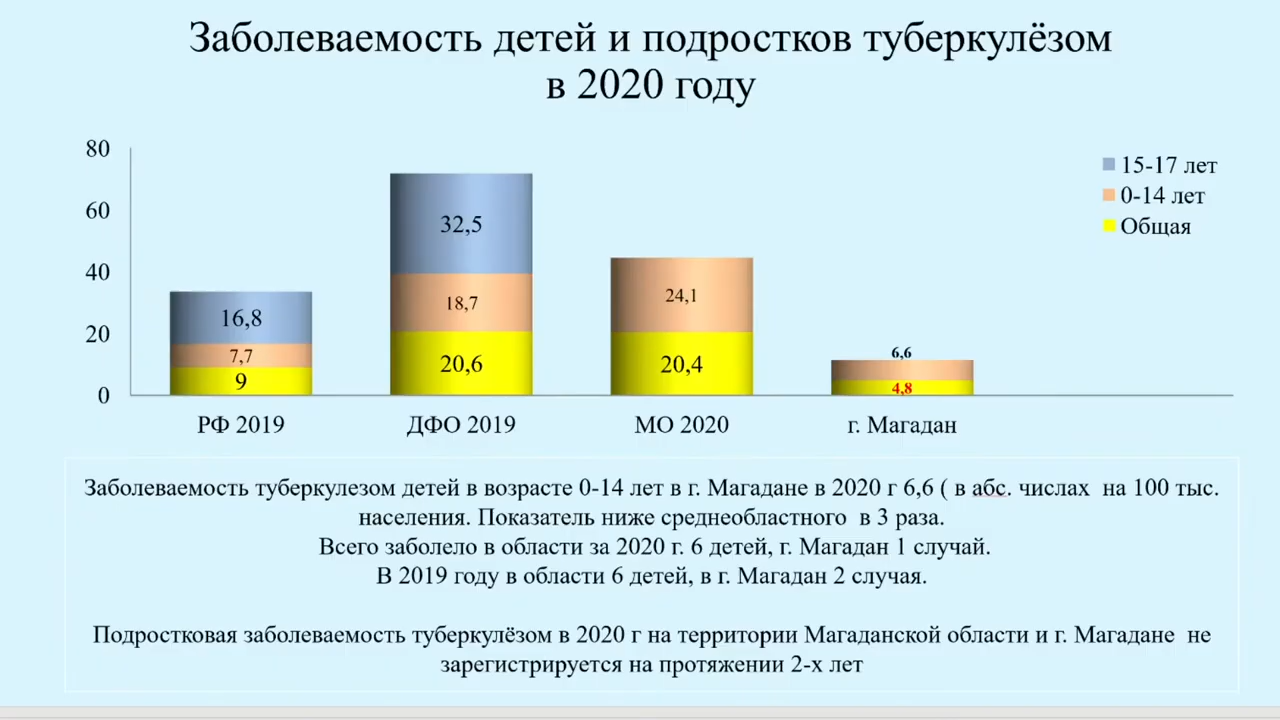 Заболеваемость детей и подростков туберкулёзом
в 2020 году
80
60
40
20
0
16,8
7,7
9
32,5
18,7
20,6
24,1
20,4
6,6
4,8
РФ 2019
ДФО 2019
МО 2020
г. Магадан
15-17 лет
0-14 лет
Общая
Заболеваемость туберкулезом детей в возрасте 0-14 лет в г. Магадане в 2020 г 6,6 ( в абс. числах на 100 тыс.
населения. Показатель ниже среднеобластного в 3 раза.
Всего заболело в области за 2020 г. 6 детей, г. Магадан 1 случай.
В 2019 году в области 6 детей, в г. Магадан 2 случая.
Подростковая заболеваемость туберкулёзом в 2020 г на территории Магаданской области и г. Магадане не
зарегистрируется на протяжении 2-х лет